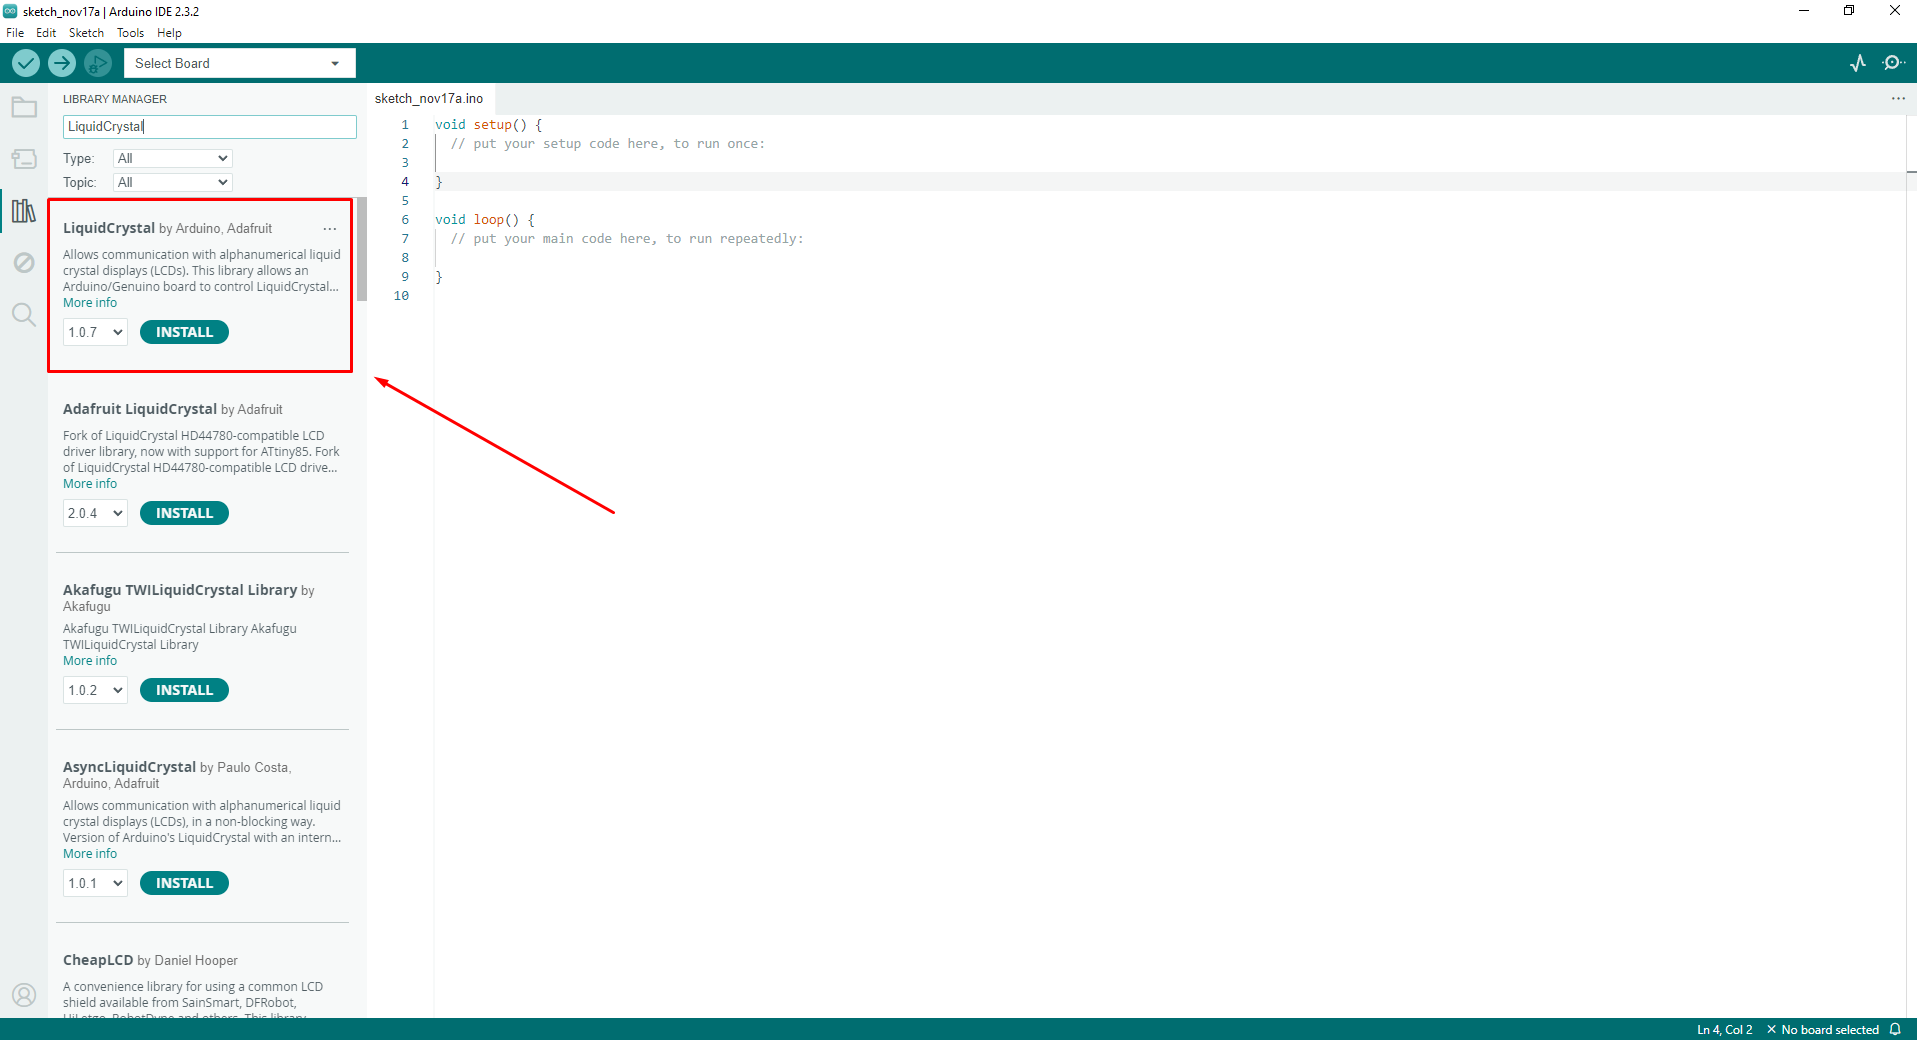 sketch_nov17a | Arduino IDE 2.3.2
File Edit Sketch Tools Help
Select Board
LIBRARY MANAGER
LiquidCrystal
Type: All
Topic: All
LiquidCrystal by Arduino, Adafruit ...
Allows communication with alphanumerical liquid
crystal displays (LCDs). This library allows an
Arduino/Genuino board to control LiquidCrystal...
More info
1.0.7 INSTALL
Adafruit LiquidCrystal by Adafruit
Fork of LiquidCrystal HD44780-compatible LCD
driver library, now with support for ATtiny85. Fork
of LiquidCrystal HD44780-compatible LCD drive...
More info
2.0.4 INSTALL
Akafugu TWILiquidCrystal Library by
Akafugu
Akafugu TWILiquidCrystal Library Akafugu
TWILiquidCrystal Library
More info
1.0.2 INSTALL
AsyncLiquidCrystal by Paulo Costa,
Arduino, Adafruit
Allows communication with alphanumerical liquid
crystal displays (LCDs), in a non-blocking way.
Version of Arduino's LiquidCrystal with an intern...
More info
1.0.1 INSTALL
CheapLCD by Daniel Hooper
A convenience library for using a common LCD
shield available from SainSmart, DFRobot,
HiLetgo, RobotDyne and others. This library
sketch_nov17a.ino ...
1 void setup() {
2 // put your setup code here, to run once:
3
4 }
5
6 void loop() {
7 // put your main code here, to run repeatedly:
8
9 }
10
Ln 4, Col 2 × No board selected